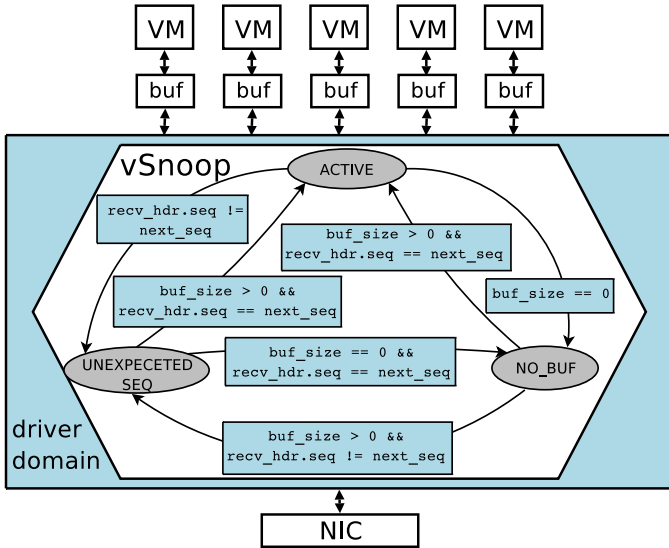 VM VM VM VM VM
buf buf buf buf buf
vSnoop
ACTIVE
recv_hdr.seq !=
next_seq
buf_size > 0 &&
recv_hdr.seq == next_seq
buf_size > 0 &&
recv_hdr.seq == next_seq
buf_size == 0
UNEXPECETED
SEQ
buf_size == 0 &&
recv_hdr.seq == next_seq
NO_BUF
driver
domain
buf_size > 0 &&
recv_hdr.seq != next_seq
NIC